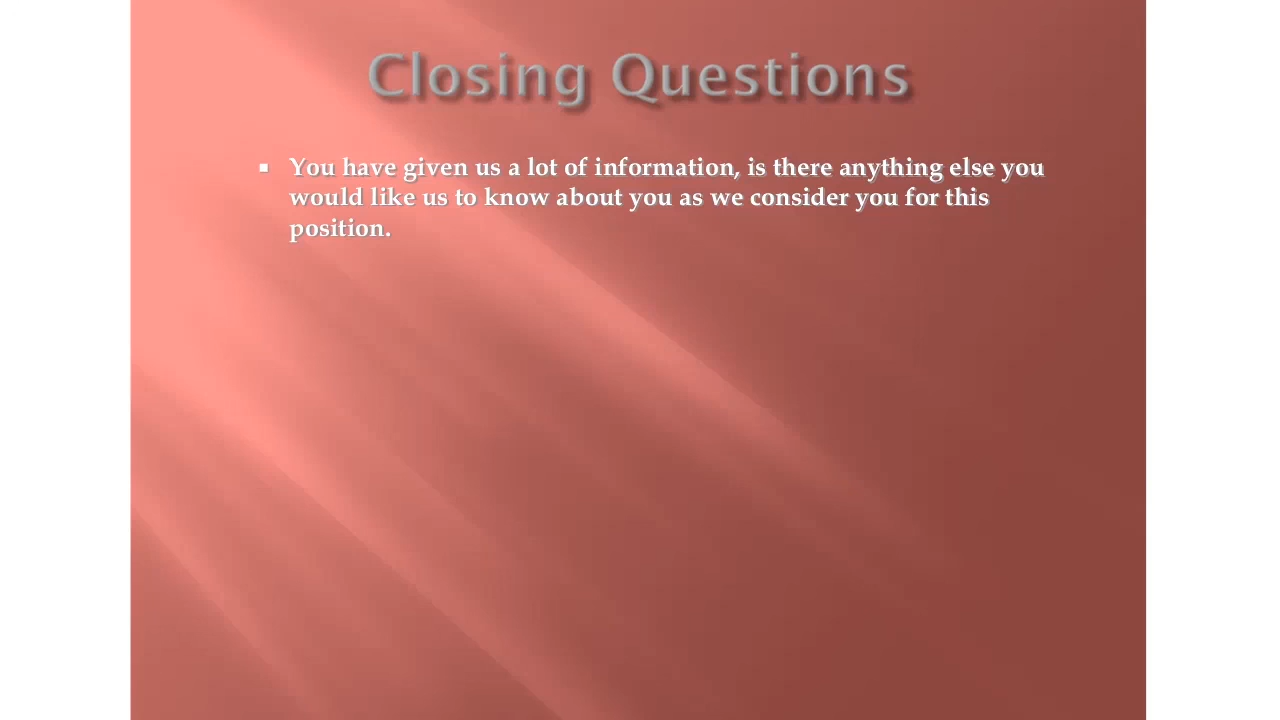 Closing Questions
▪ You have given us a lot of information, is there anything else you
would like us to know about you as we consider you for this
position.